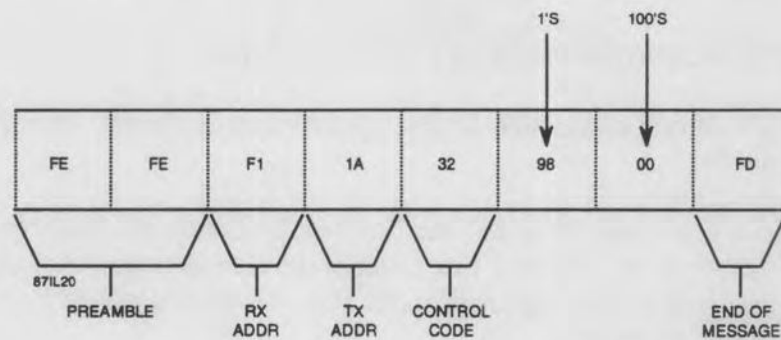 1'S 100'S
FE FE F1 1A 32 98 00 FD
87IL20
PREAMBLE RX ADDR TX ADDR CONTROL CODE END OF MESSAGE